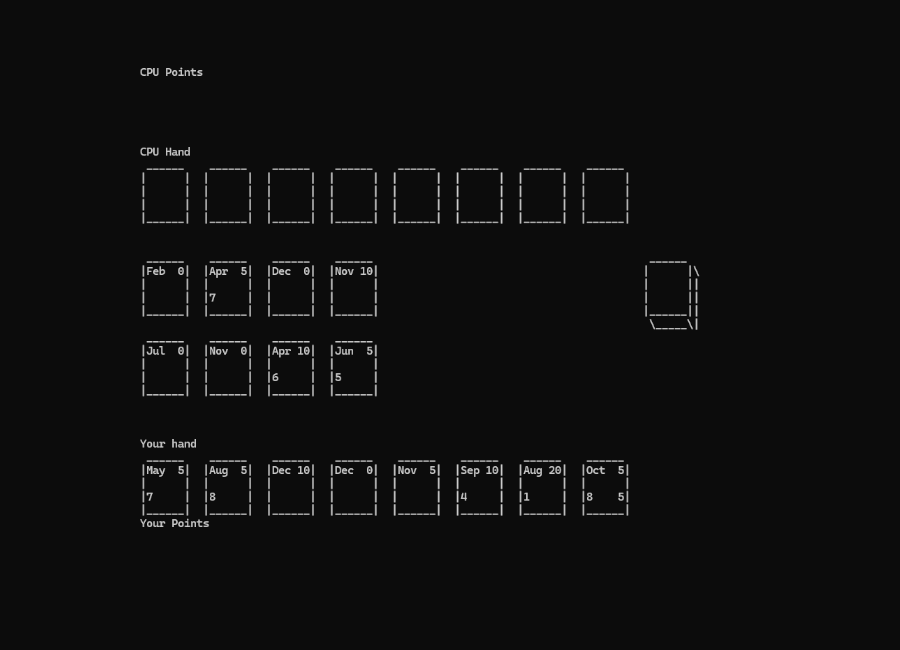 CPU Points
CPU Hand
Feb 0 Apr 5 Dec 0 Nov 10
7
Jul 0 Nov 0 Apr 10 Jun 5
6 5
Your hand
May 5 Aug 5 Dec 10 Dec 0 Nov 5 Sep 10 Aug 20 Oct 5
7 8 4 1 8 5
Your Points